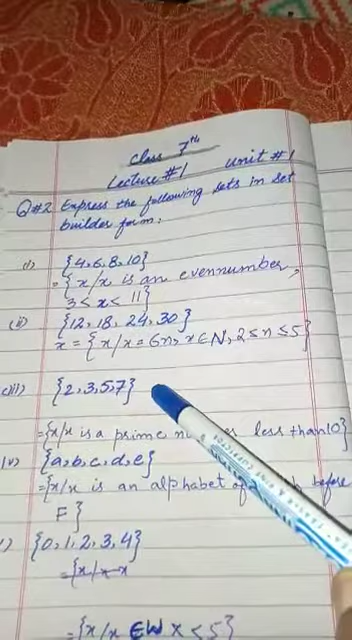 Class 7th
Lecture #1 Unit #1
Q#2 Express the following sets in set
builder form.
(i) {4,6,8,10}
= {x/x is an even number,
3 < x < 11}
(ii) {12, 18, 24, 30}
x = {x/x = 6n, x ∈ N, 2 ≤ n ≤ 5}
(iii) {2,3,5,7}
= {x/x is a prime less than 10}
(iv) {a,b,c,d,e}
= {x/x is an alphabet of before
F}
) {0,1,2,3,4}
= {x/x x
= {x/x ∈ W x < 5}